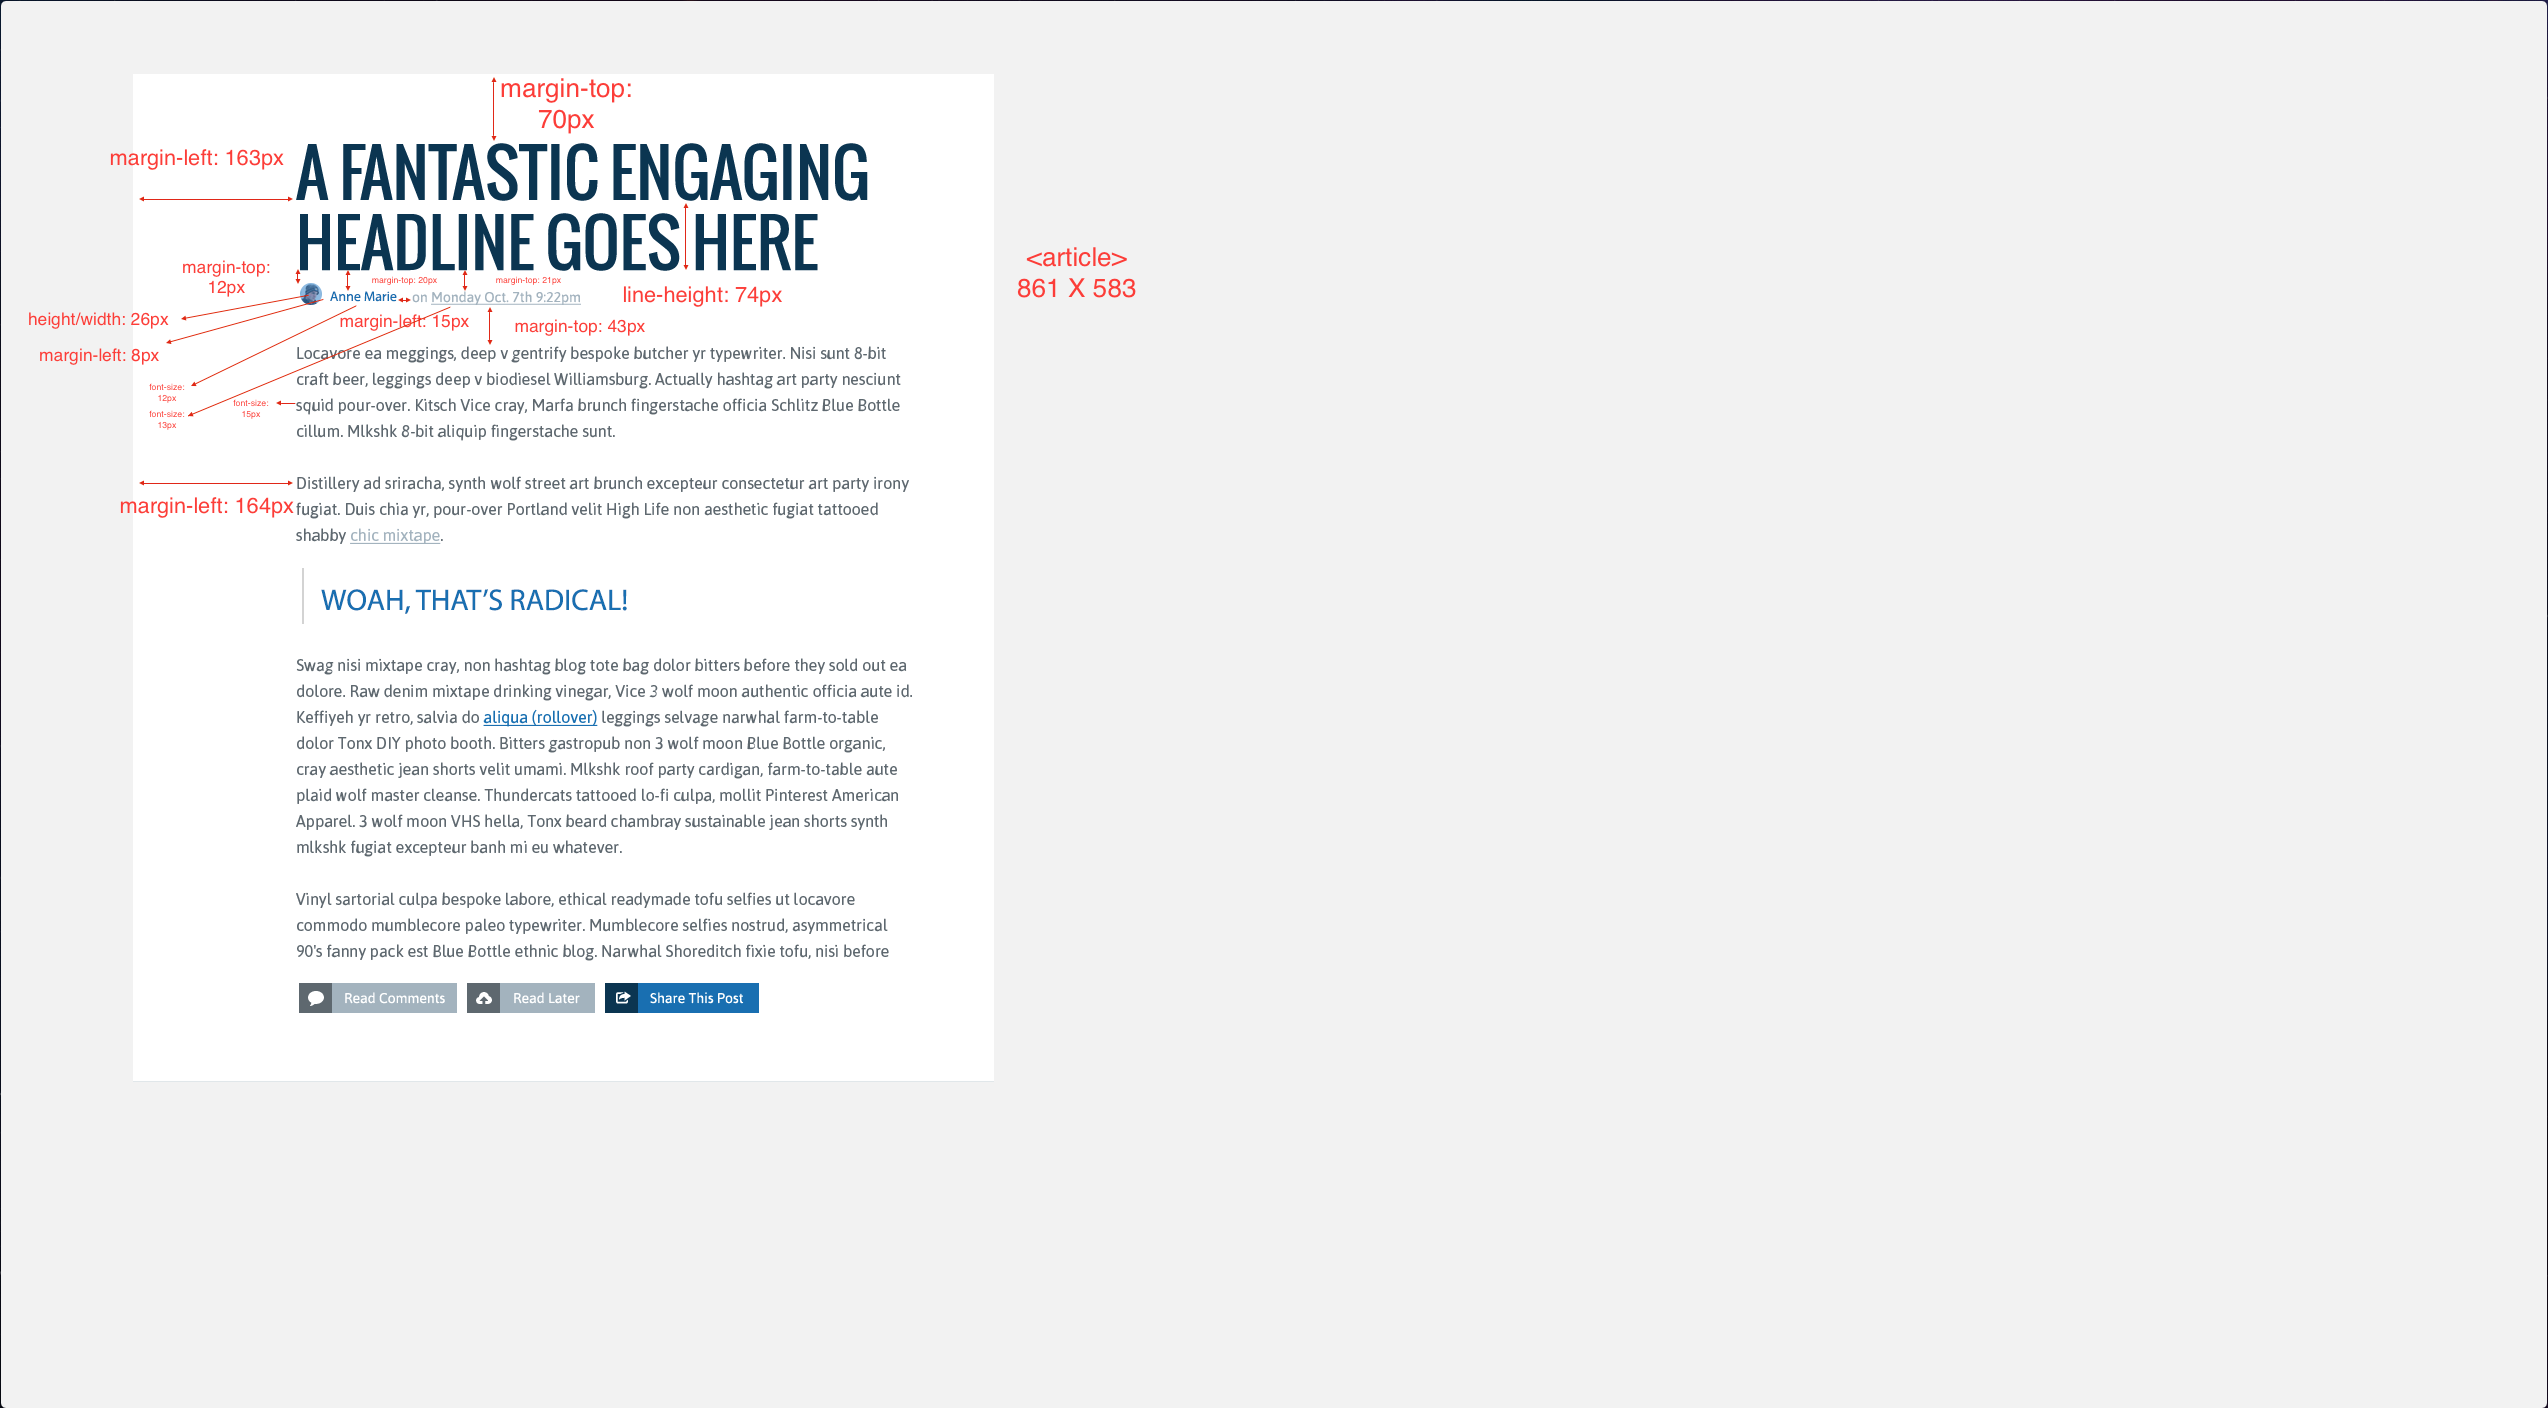 margin-top:
70px
margin-left: 163px
A FANTASTIC ENGAGING
HEADLINE GOES HERE
<article>
861 X 583
margin-top:
12px
margin-top: 20px
margin-top: 21px
Anne Marie
on Monday Oct. 7th 9:22pm
line-height: 74px
height/width: 26px
margin-left: 15px
margin-top: 43px
margin-left: 8px
Locavore ea meggings, deep v gentrify bespoke butcher yr typewriter. Nisi sunt 8-bit
craft beer, leggings deep v biodiesel Williamsburg. Actually hashtag art party nesciunt
squid pour-over. Kitsch Vice cray, Marfa brunch fingerstache officia Schlitz Blue Bottle
cillum. Mlkshk 8-bit aliquip fingerstache sunt.
font-size:
12px
font-size:
13px
font-size:
15px
Distillery ad sriracha, synth wolf street art brunch excepteur consectetur art party irony
fugiat. Duis chia yr, pour-over Portland velit High Life non aesthetic fugiat tattooed
shabby chic mixtape.
margin-left: 164px
WOAH, THAT’S RADICAL!
Swag nisi mixtape cray, non hashtag blog tote bag dolor bitters before they sold out ea
dolore. Raw denim mixtape drinking vinegar, Vice 3 wolf moon authentic officia aute id.
Keffiyeh yr retro, salvia do aliqua (rollover) leggings selvage narwhal farm-to-table
dolor Tonx DIY photo booth. Bitters gastropub non 3 wolf moon Blue Bottle organic,
cray aesthetic jean shorts velit umami. Mlkshk roof party cardigan, farm-to-table aute
plaid wolf master cleanse. Thundercats tattooed lo-fi culpa, mollit Pinterest American
Apparel. 3 wolf moon VHS hella, Tonx beard chambray sustainable jean shorts synth
mlkshk fugiat excepteur banh mi eu whatever.
Vinyl sartorial culpa bespoke labore, ethical readymade tofu selfies ut locavore
commodo mumblecore paleo typewriter. Mumblecore selfies nostrud, asymmetrical
90's fanny pack est Blue Bottle ethnic blog. Narwhal Shoreditch fixie tofu, nisi before
Read Comments
Read Later
Share This Post